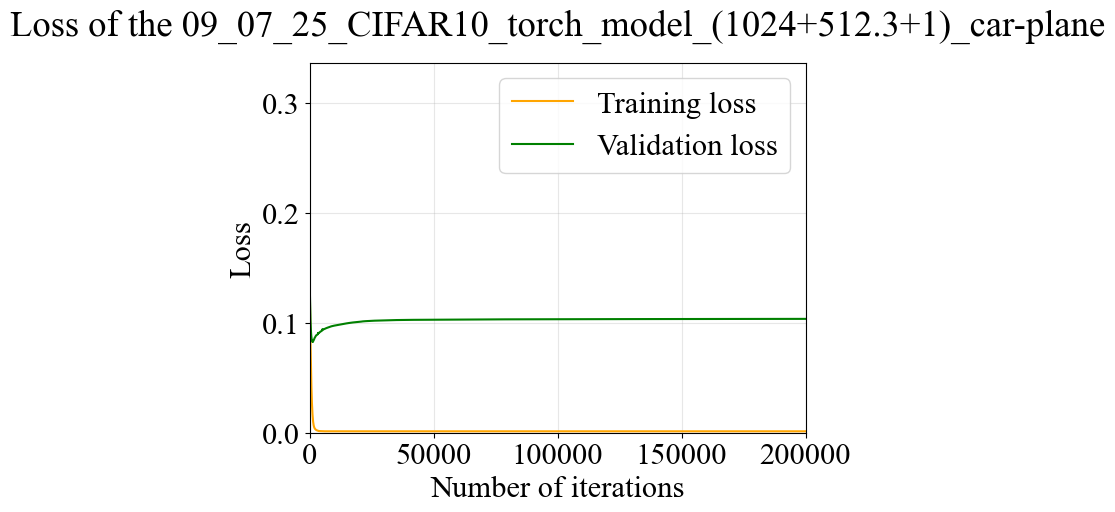 Loss of the 09_07_25_CIFAR10_torch_model_(1024+512.3+1)_car-plane
Training loss
Validation loss
0.3
0.2
0.1
0.0
Loss
0 50000 100000 150000 200000
Number of iterations